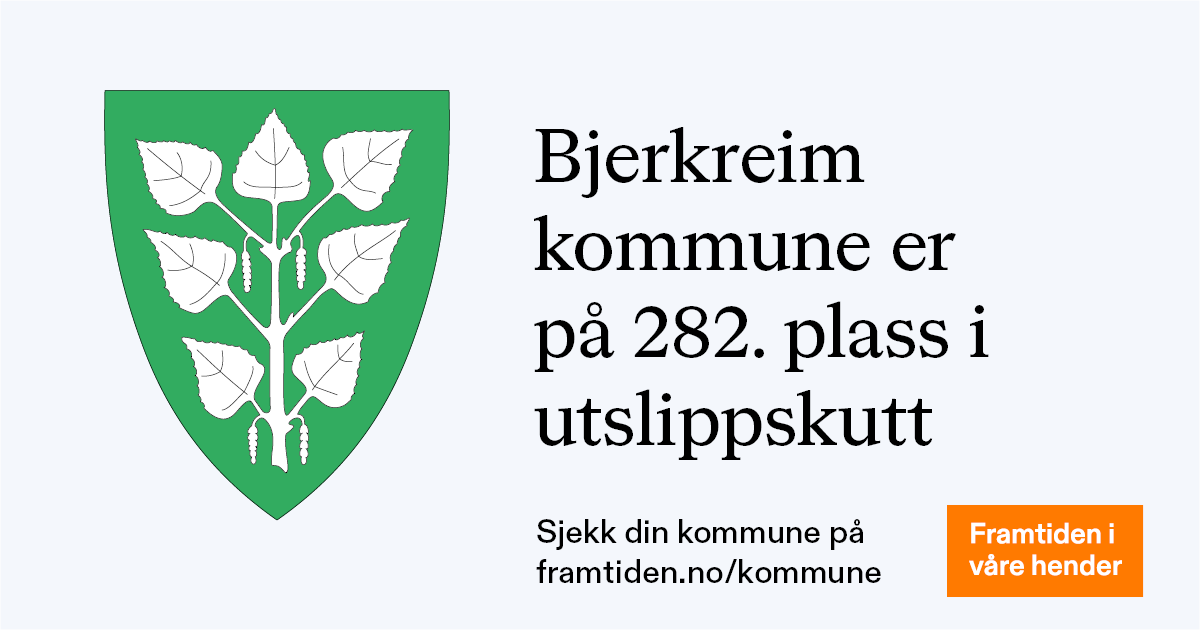 Bjerkreim
kommune er
på 282. plass i
utslippskutt
Sjekk din kommune på
framtiden.no/kommune
Framtiden i
våre hender